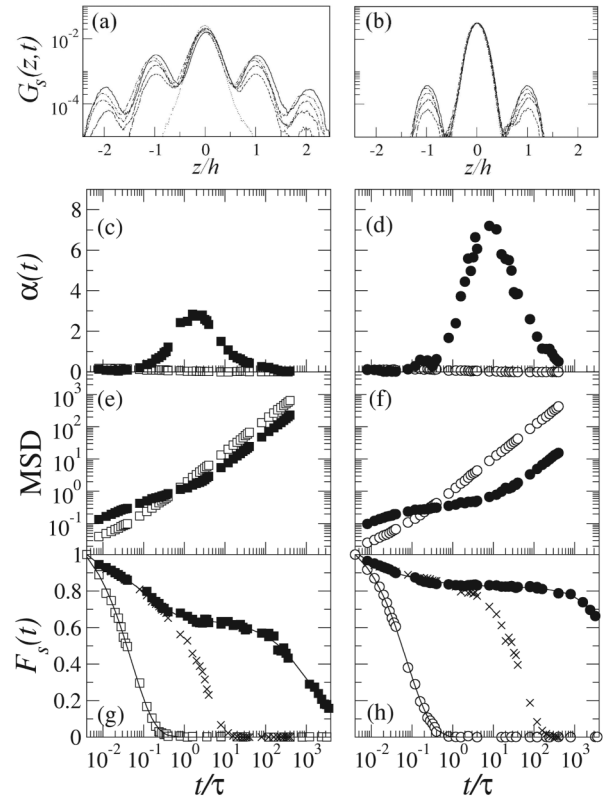 (a) (b)
G_s(z,t)
10^-2
10^-4
-2 -1 0 1 2 -2 -1 0 1 2
z/h z/h
(c) (d)
α(t)
8
6
4
2
0
(e) (f)
MSD
10^3
10^2
10^1
10^0
10^-1
1
(g) (h)
F_s(t)
0.8
0.6
0.4
0.2
0
10^-2 10^-1 10^0 10^1 10^2 10^3 10^-2 10^-1 10^0 10^1 10^2 10^3
t/τ t/τ